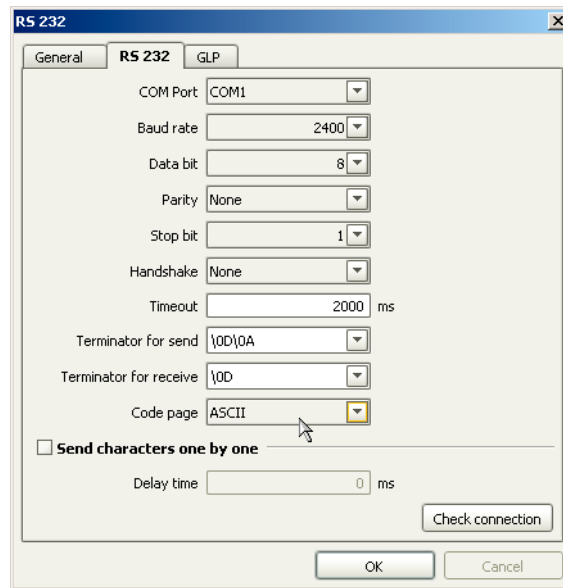 RS 232
General RS 232 GLP
COM Port COM1
Baud rate 2400
Data bit 8
Parity None
Stop bit 1
Handshake None
Timeout 2000 ms
Terminator for send \0D\0A
Terminator for receive \0D
Code page ASCII
Send characters one by one
Delay time 0 ms
Check connection
OK Cancel